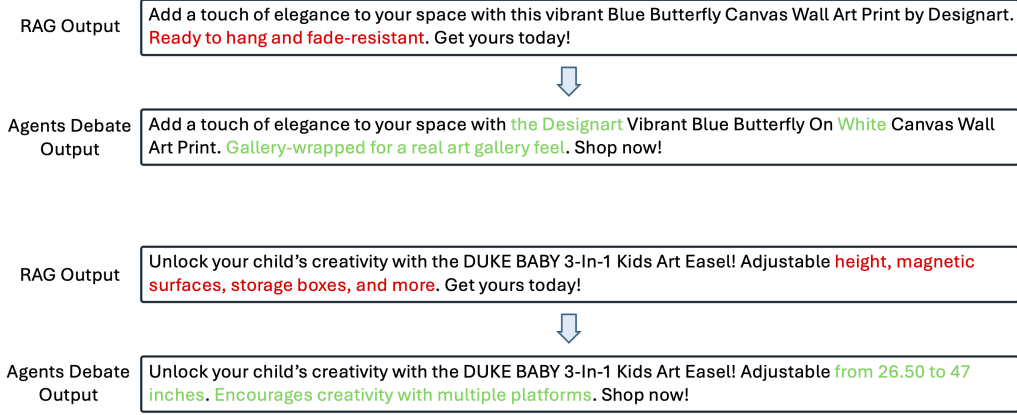 RAG Output
Add a touch of elegance to your space with this vibrant Blue Butterfly Canvas Wall Art Print by Designart.
Ready to hang and fade-resistant. Get yours today!
Agents Debate
Output
Add a touch of elegance to your space with the Designart Vibrant Blue Butterfly On White Canvas Wall
Art Print. Gallery-wrapped for a real art gallery feel. Shop now!
RAG Output
Unlock your child's creativity with the DUKE BABY 3-In-1 Kids Art Easel! Adjustable height, magnetic
surfaces, storage boxes, and more. Get yours today!
Agents Debate
Output
Unlock your child's creativity with the DUKE BABY 3-In-1 Kids Art Easel! Adjustable from 26.50 to 47
inches. Encourages creativity with multiple platforms. Shop now!